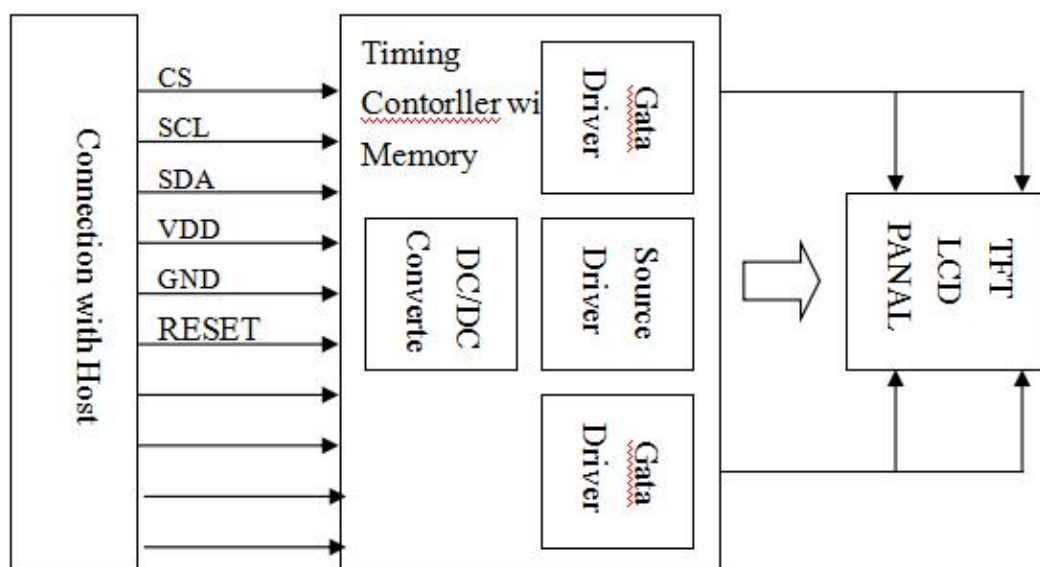 Connection with Host
CS
SCL
SDA
VDD
GND
RESET
Timing
Contorller wi
Memory
DC/DC
Converte
Gata
Driver
Source
Driver
Gata
Driver
TFT
LCD
PANAL